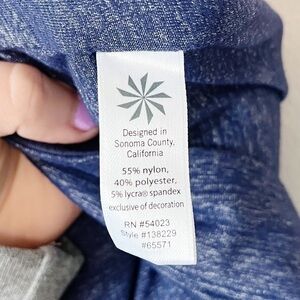 Designed in
Sonoma County,
California
55% nylon,
40% polyester,
5% lycra® spandex
exclusive of decoration
RN #54023
Style #138229
#65571